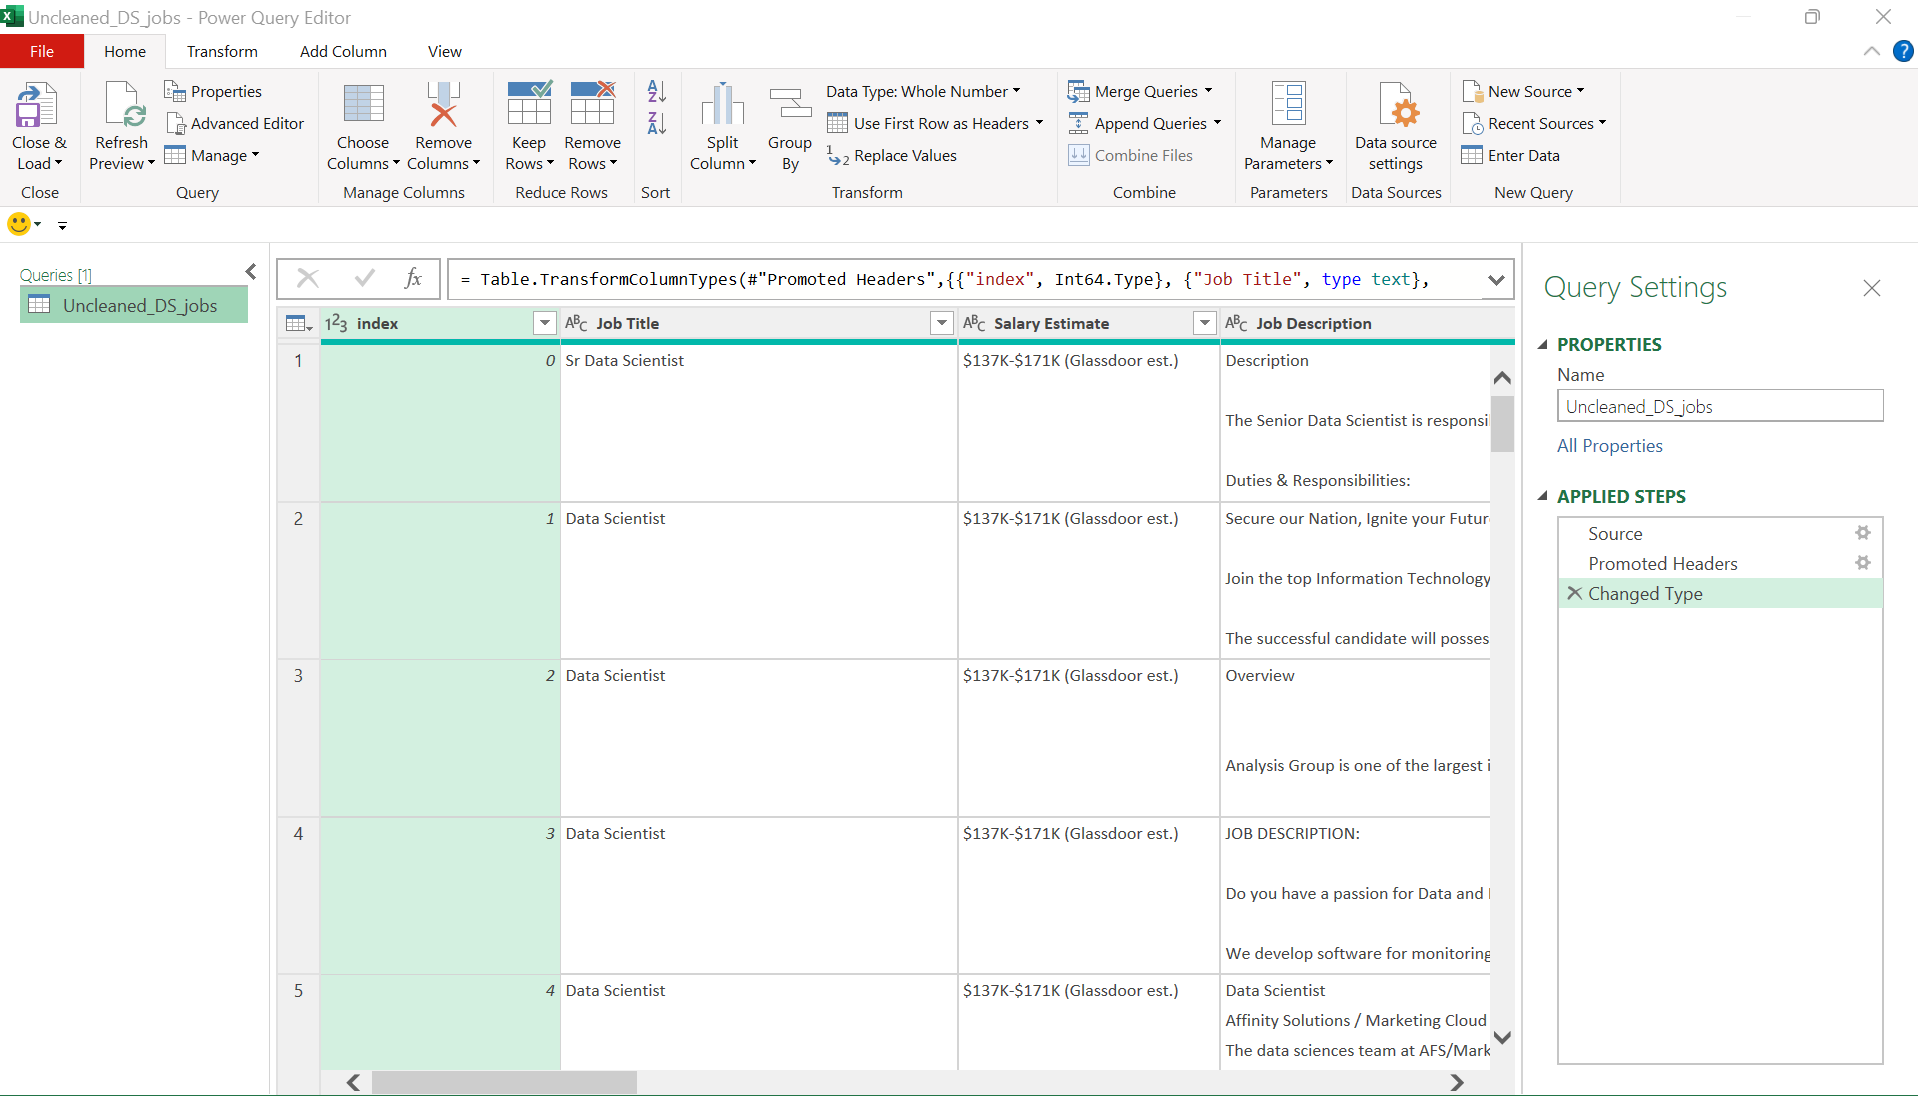 Uncleaned_DS_jobs - Power Query Editor
File Home Transform Add Column View
Close & Load
Close
Refresh Preview
Properties
Advanced Editor
Manage
Query
Choose Columns
Remove Columns
Manage Columns
Keep Rows
Remove Rows
Reduce Rows
Sort
Split Column
Group By
Data Type: Whole Number
Use First Row as Headers
Replace Values
Transform
Merge Queries
Append Queries
Combine Files
Combine
Manage Parameters
Parameters
Data source settings
Data Sources
New Source
Recent Sources
Enter Data
New Query
Queries [1]
Uncleaned_DS_jobs
fx
= Table.TransformColumnTypes(#"Promoted Headers",{{"index", Int64.Type}, {"Job Title", type text},
123 index ABC Job Title ABC Salary Estimate ABC Job Description
1 0 Sr Data Scientist $137K-$171K (Glassdoor est.) Description
The Senior Data Scientist is responsi
Duties & Responsibilities:
2 1 Data Scientist $137K-$171K (Glassdoor est.) Secure our Nation, Ignite your Futur
Join the top Information Technology
The successful candidate will posses
3 2 Data Scientist $137K-$171K (Glassdoor est.) Overview
Analysis Group is one of the largest i
4 3 Data Scientist $137K-$171K (Glassdoor est.) JOB DESCRIPTION:
Do you have a passion for Data and
We develop software for monitoring
5 4 Data Scientist $137K-$171K (Glassdoor est.) Data Scientist
Affinity Solutions / Marketing Cloud
The data sciences team at AFS/Mark
Query Settings
PROPERTIES
Name
Uncleaned_DS_jobs
All Properties
APPLIED STEPS
Source
Promoted Headers
Changed Type